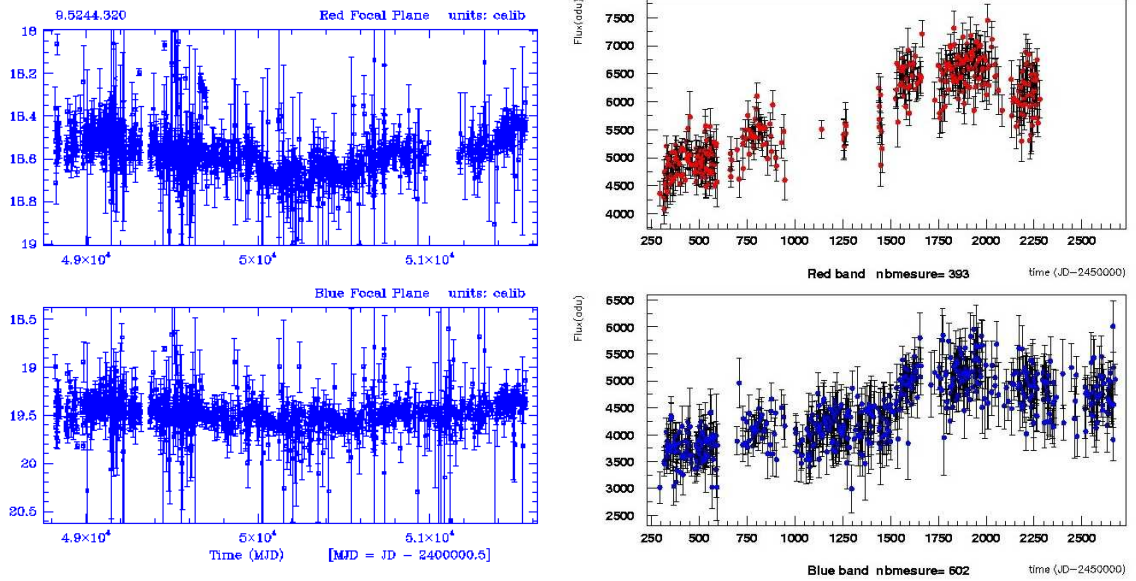 9.5244.320 Red Focal Plane units: calib
18
18.2
18.4
18.6
18.8
19
4.9×10⁴ 5×10⁴ 5.1×10⁴
Blue Focal Plane units: calib
18.5
19
19.5
20
20.5
4.9×10⁴ 5×10⁴ 5.1×10⁴
Time (MJD) [MJD = JD − 2400000.5]
Flux(adu)
7500
7000
6500
6000
5500
5000
4500
4000
250 500 750 1000 1250 1500 1750 2000 2250 2500
Red band nbmesure= 393 time (JD-2450000)
Flux(adu)
6500
6000
5500
5000
4500
4000
3500
3000
2500
250 500 750 1000 1250 1500 1750 2000 2250 2500
Blue band nbmesure= 602 time (JD-2450000)